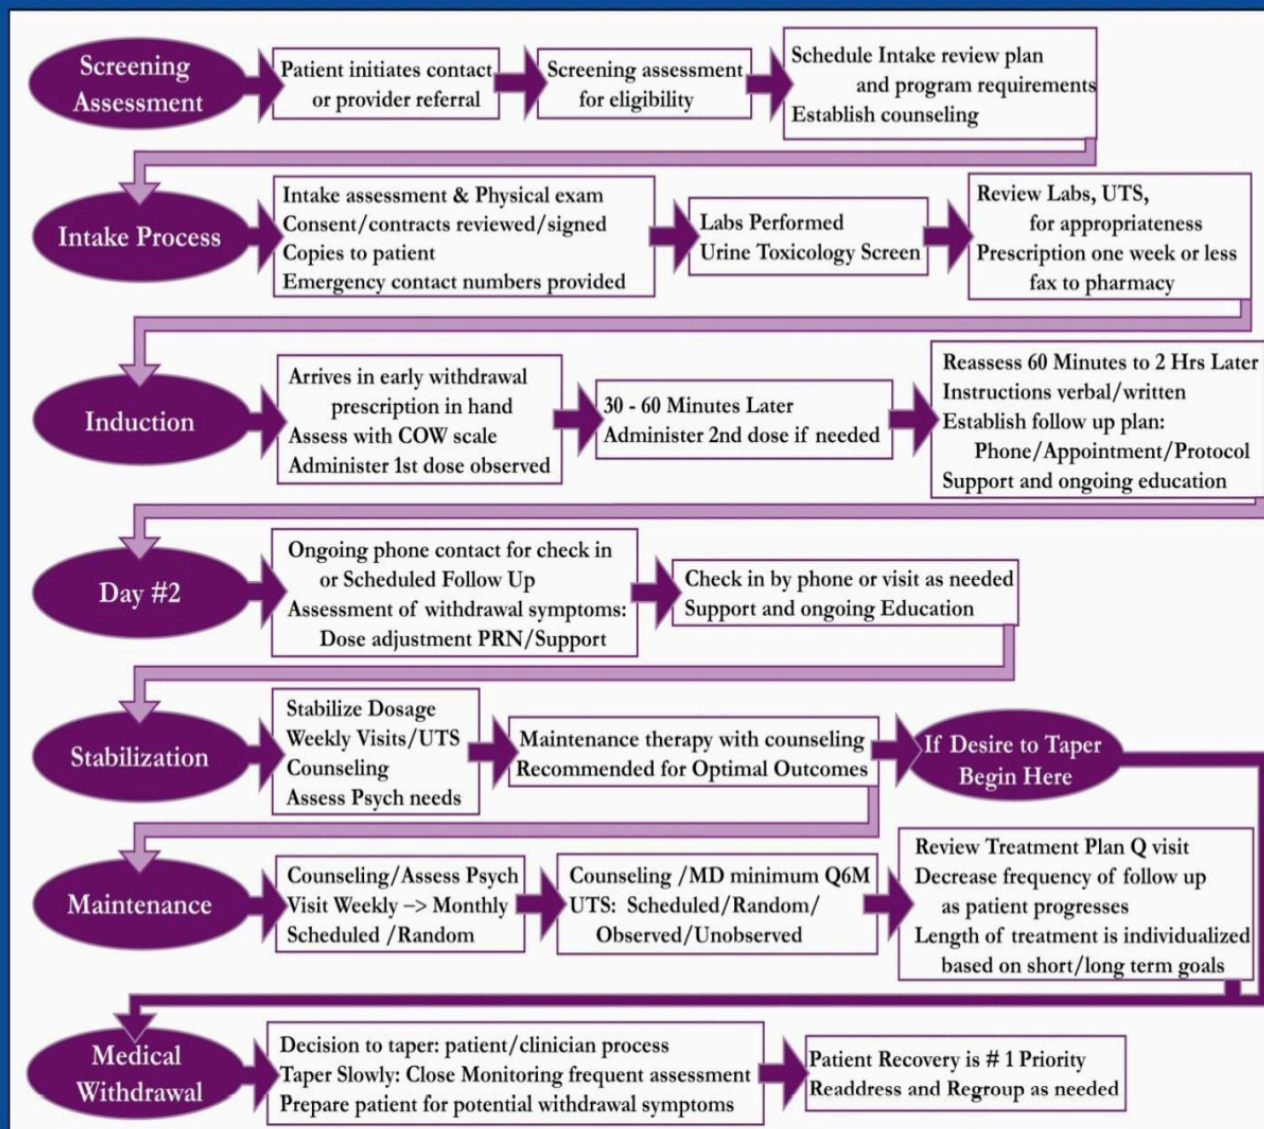 Screening
Assessment
Patient initiates contact
or provider referral
Screening assessment
for eligibility
Schedule Intake review plan
and program requirements
Establish counseling
Intake Process
Intake assessment & Physical exam
Consent/contracts reviewed/signed
Copies to patient
Emergency contact numbers provided
Labs Performed
Urine Toxicology Screen
Review Labs, UTS,
for appropriateness
Prescription one week or less
fax to pharmacy
Induction
Arrives in early withdrawal
prescription in hand
Assess with COW scale
Administer 1st dose observed
30 - 60 Minutes Later
Administer 2nd dose if needed
Reassess 60 Minutes to 2 Hrs Later
Instructions verbal/written
Establish follow up plan:
Phone/Appointment/Protocol
Support and ongoing education
Day #2
Ongoing phone contact for check in
or Scheduled Follow Up
Assessment of withdrawal symptoms:
Dose adjustment PRN/Support
Check in by phone or visit as needed
Support and ongoing Education
Stabilization
Stabilize Dosage
Weekly Visits/UTS
Counseling
Assess Psych needs
Maintenance therapy with counseling
Recommended for Optimal Outcomes
If Desire to Taper
Begin Here
Maintenance
Counseling/Assess Psych
Visit Weekly –> Monthly
Scheduled /Random
Counseling /MD minimum Q6M
UTS: Scheduled/Random/
Observed/Unobserved
Review Treatment Plan Q visit
Decrease frequency of follow up
as patient progresses
Length of treatment is individualized
based on short/long term goals
Medical
Withdrawal
Decision to taper: patient/clinician process
Taper Slowly: Close Monitoring frequent assessment
Prepare patient for potential withdrawal symptoms
Patient Recovery is # 1 Priority
Readdress and Regroup as needed